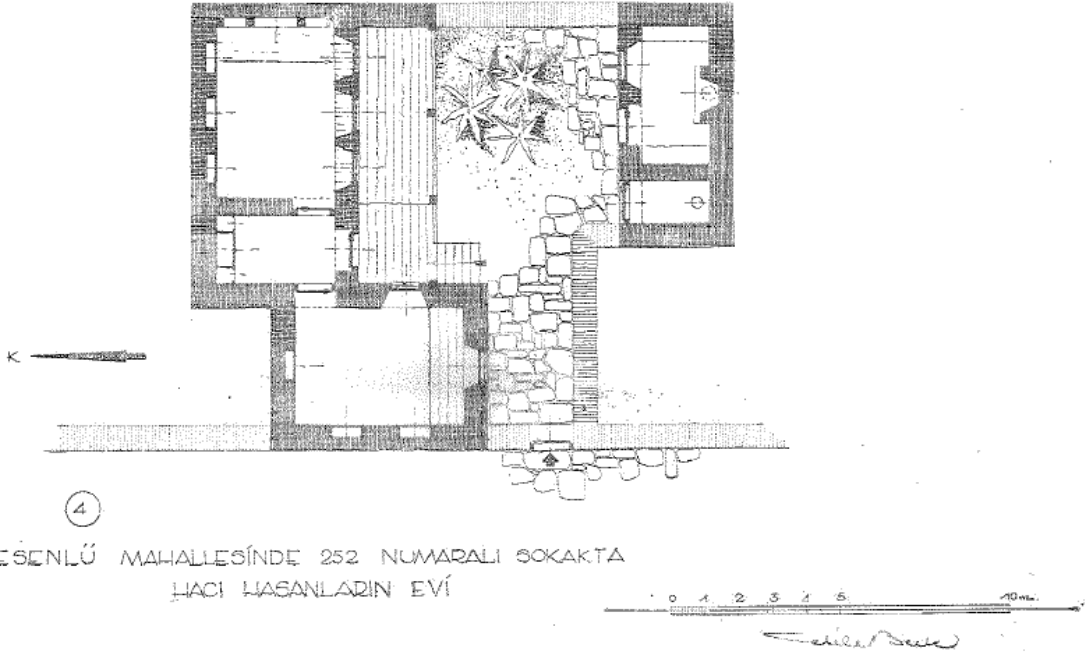 K
4
ESENLÜ MAHALLESİNDE 252 NUMARALI SOKAKTA
HACI HASANLARIN EVİ
0 1 2 3 4 5 10 m.